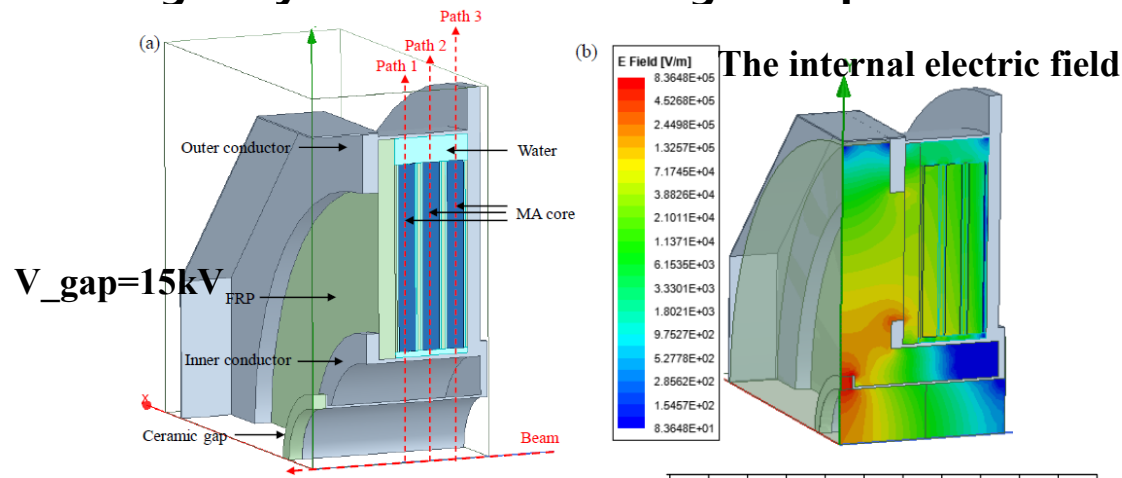 (a)
Path 3
Path 2
Path 1
Outer conductor
Water
MA core
V_gap=15kV
FRP
Inner conductor
Ceramic gap
Beam
x
(b)
The internal electric field
E Field [V/m]
8.3648E+05
4.5268E+05
2.4498E+05
1.3257E+05
7.1745E+04
3.8826E+04
2.1011E+04
1.1371E+04
6.1535E+03
3.3301E+03
1.8021E+03
9.7527E+02
5.2778E+02
2.8562E+02
1.5457E+02
8.3648E+01